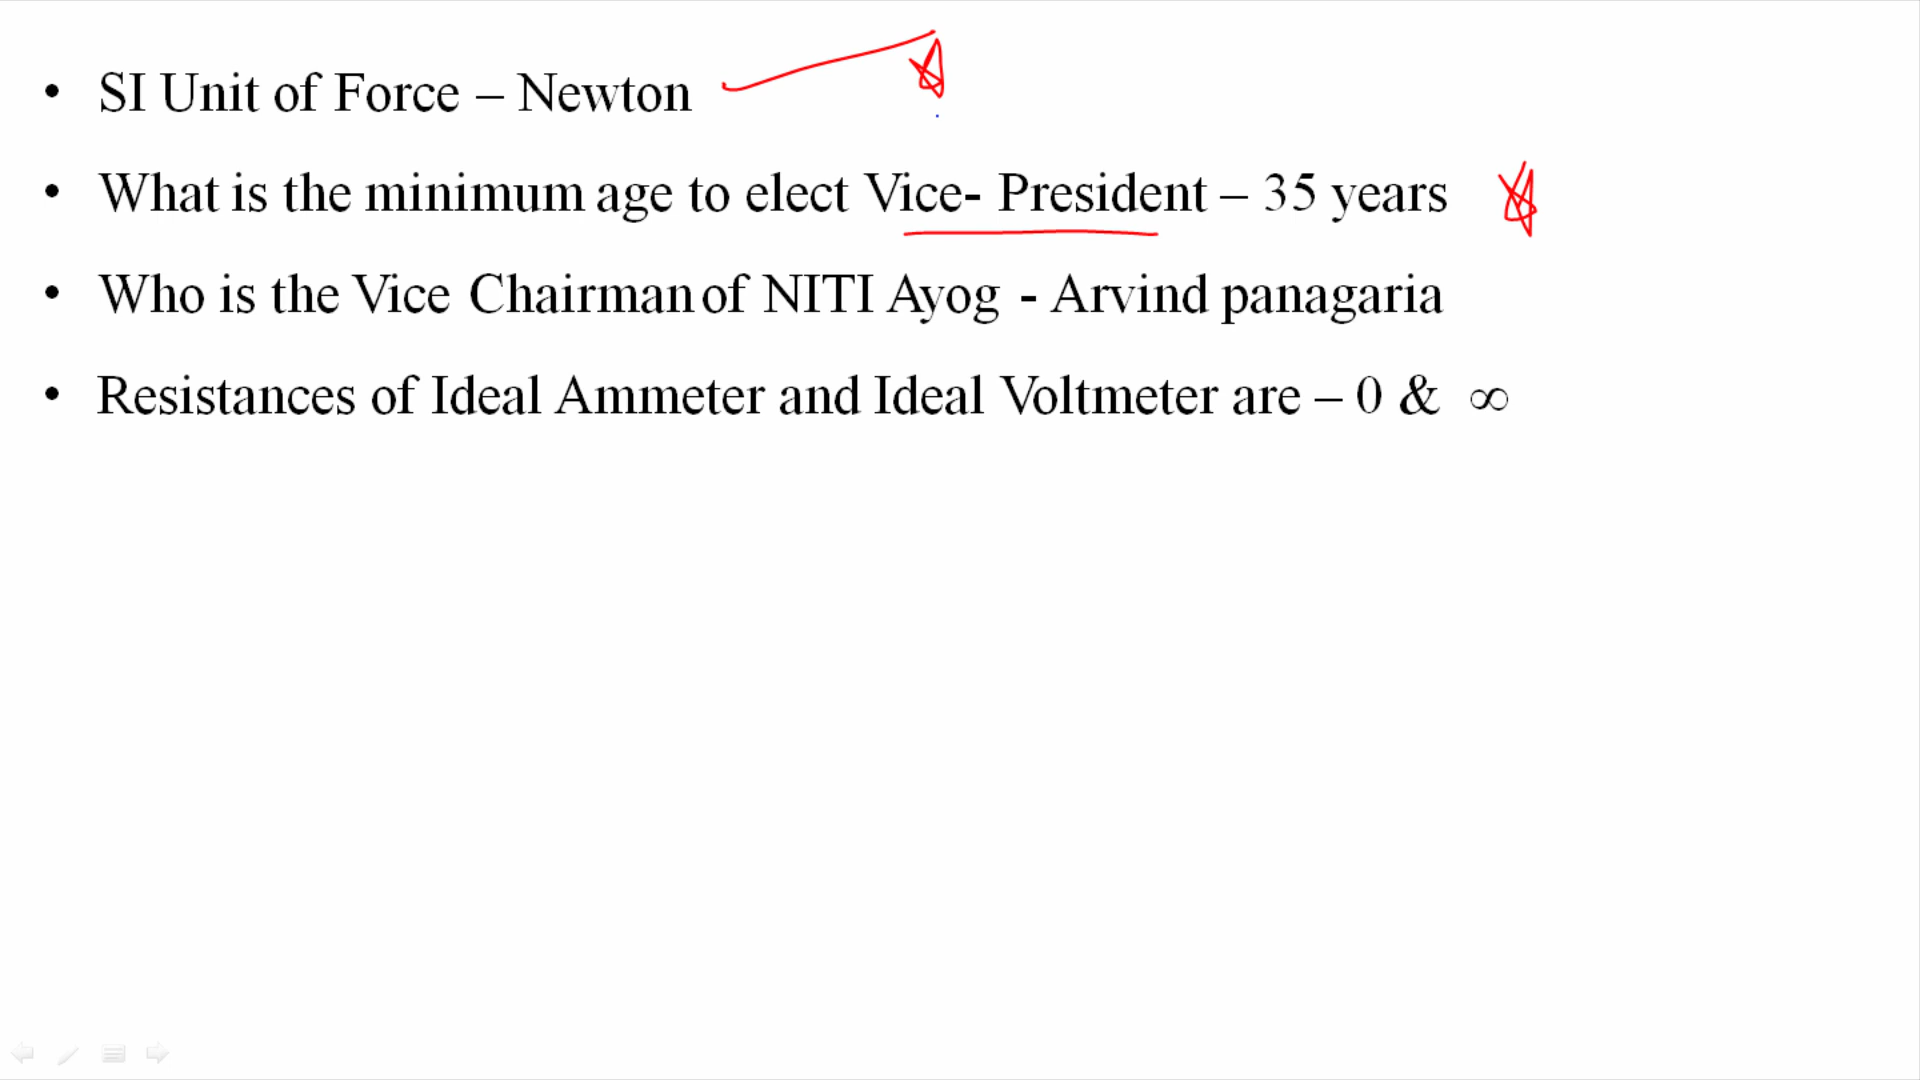 • SI Unit of Force – Newton
• What is the minimum age to elect Vice- President – 35 years
• Who is the Vice Chairman of NITI Ayog - Arvind panagaria
• Resistances of Ideal Ammeter and Ideal Voltmeter are – 0 & ∞